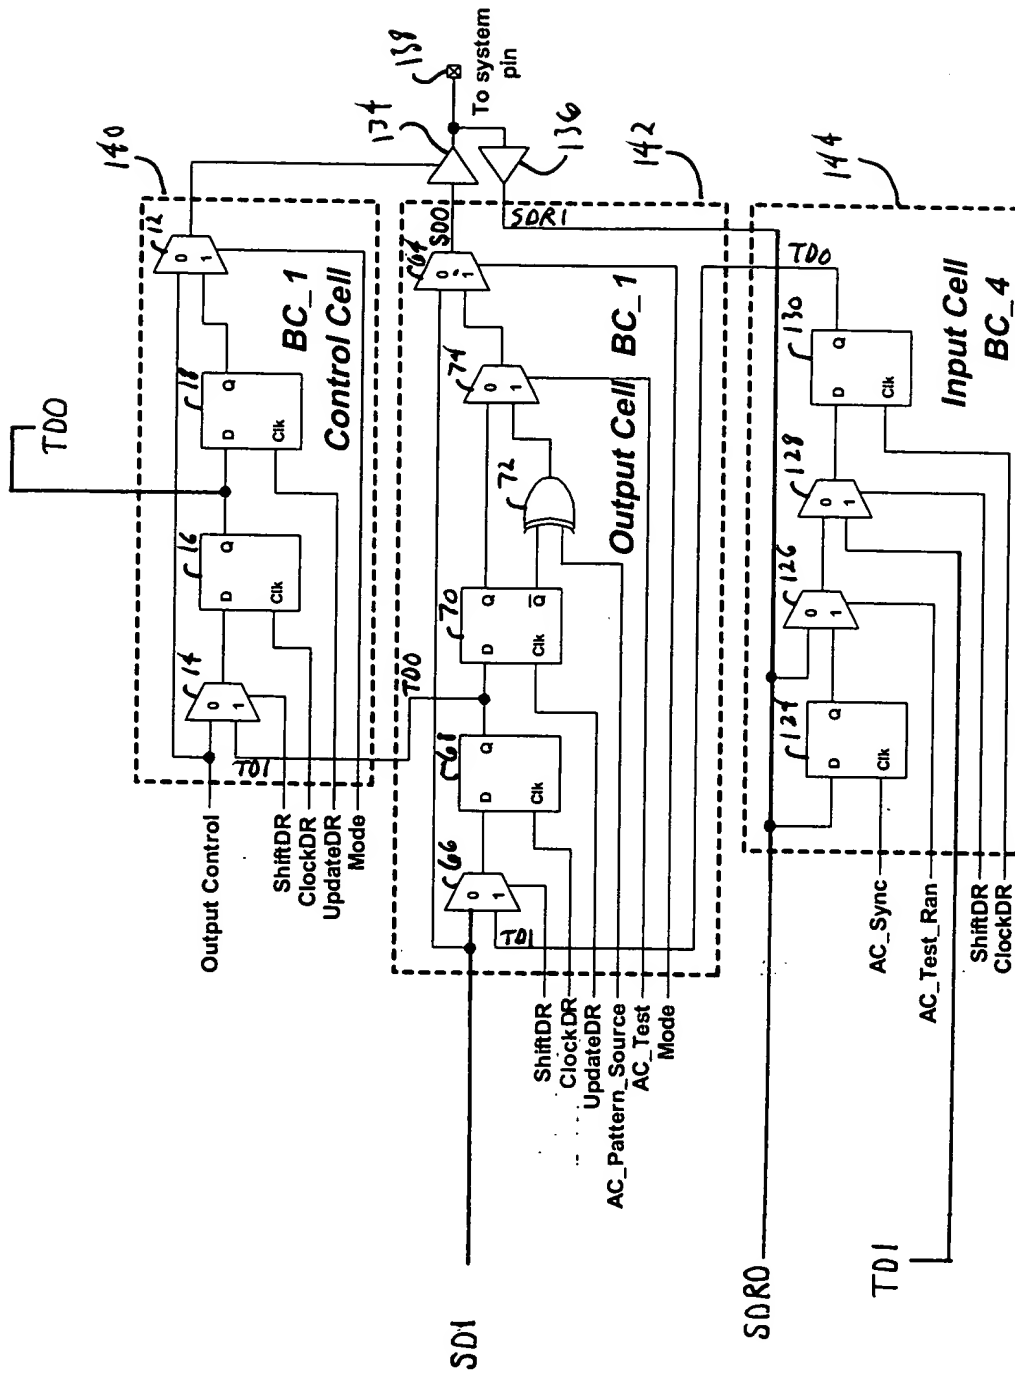 140
12
0
1
18
D
Q
Clk
BC_1
Control Cell
TDO
16
D
Q
Clk
14
0
1
TDI
Output Control
ShiftDR
ClockDR
UpdateDR
Mode
138
To system
pin
134
136
142
SDO
SDRI
64
0
1
BC_1
Output Cell
74
0
1
72
70
D
Q
Q
Clk
TDO
68
D
Q
Clk
66
0
1
TDI
SDI
ShiftDR
ClockDR
UpdateDR
AC_Pattern_Source
AC_Test
Mode
144
TDO
130
D
Q
Clk
Input Cell
BC_4
128
0
1
126
0
1
124
D
Q
Clk
AC_Sync
AC_Test_Ran
ShiftDR
ClockDR
SDRO
TDI